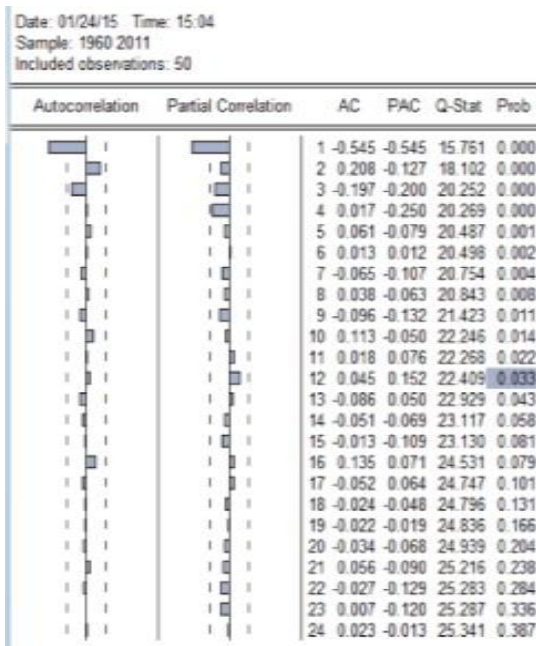 Date: 01/24/15 Time: 15:04
Sample: 1960 2011
Included observations: 50
Autocorrelation Partial Correlation AC PAC Q-Stat Prob
1 -0.545 -0.545 15.761 0.000
2 0.208 -0.127 18.102 0.000
3 -0.197 -0.200 20.252 0.000
4 0.017 -0.250 20.269 0.000
5 0.061 -0.079 20.487 0.001
6 0.013 0.012 20.498 0.002
7 -0.065 -0.107 20.754 0.004
8 0.038 -0.063 20.843 0.008
9 -0.096 -0.132 21.423 0.011
10 0.113 -0.050 22.246 0.014
11 0.018 0.076 22.268 0.022
12 0.045 0.152 22.409 0.033
13 -0.086 0.050 22.929 0.043
14 -0.051 -0.069 23.117 0.058
15 -0.013 -0.109 23.130 0.081
16 0.135 0.071 24.531 0.079
17 -0.052 0.064 24.747 0.101
18 -0.024 -0.048 24.796 0.131
19 -0.022 -0.019 24.836 0.166
20 -0.034 -0.068 24.939 0.204
21 0.056 -0.090 25.216 0.238
22 -0.027 -0.129 25.283 0.284
23 0.007 -0.120 25.287 0.336
24 0.023 -0.013 25.341 0.387